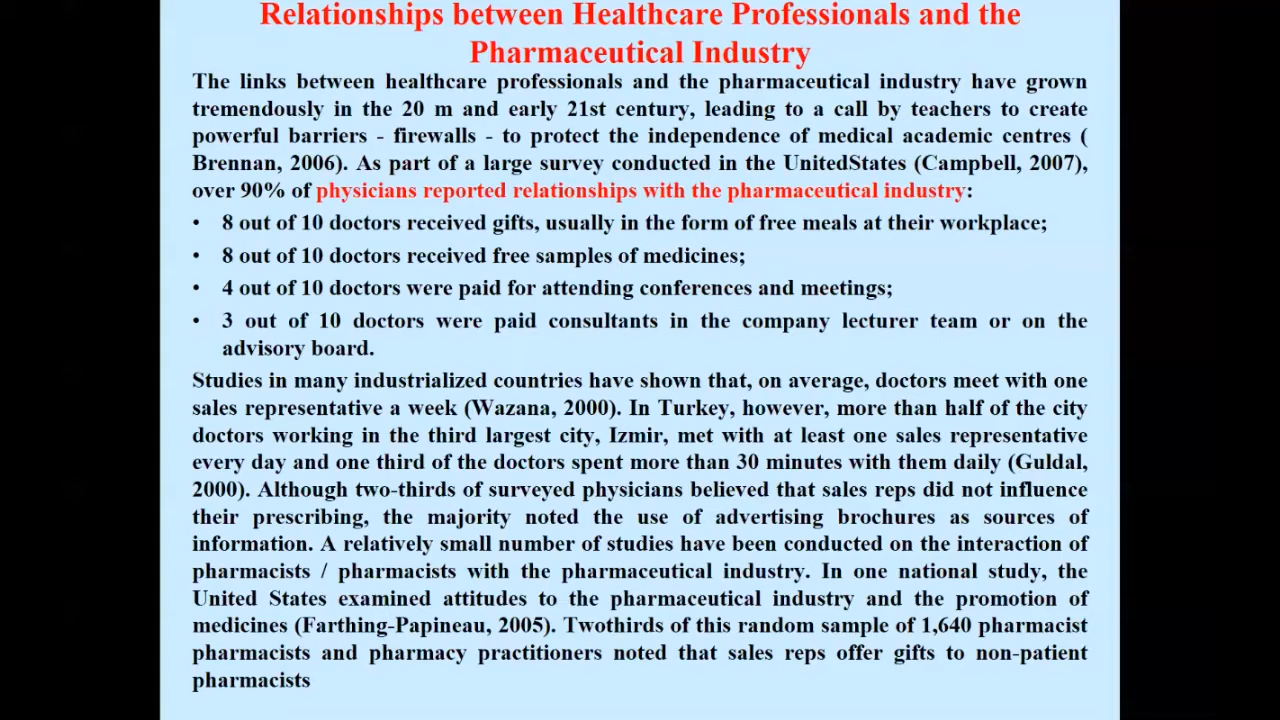 Relationships between Healthcare Professionals and the
Pharmaceutical Industry
The links between healthcare professionals and the pharmaceutical industry have grown
tremendously in the 20 m and early 21st century, leading to a call by teachers to create
powerful barriers - firewalls - to protect the independence of medical academic centres (
Brennan, 2006). As part of a large survey conducted in the UnitedStates (Campbell, 2007),
over 90% of physicians reported relationships with the pharmaceutical industry:
• 8 out of 10 doctors received gifts, usually in the form of free meals at their workplace;
• 8 out of 10 doctors received free samples of medicines;
• 4 out of 10 doctors were paid for attending conferences and meetings;
• 3 out of 10 doctors were paid consultants in the company lecturer team or on the
advisory board.
Studies in many industrialized countries have shown that, on average, doctors meet with one
sales representative a week (Wazana, 2000). In Turkey, however, more than half of the city
doctors working in the third largest city, Izmir, met with at least one sales representative
every day and one third of the doctors spent more than 30 minutes with them daily (Guldal,
2000). Although two-thirds of surveyed physicians believed that sales reps did not influence
their prescribing, the majority noted the use of advertising brochures as sources of
information. A relatively small number of studies have been conducted on the interaction of
pharmacists / pharmacists with the pharmaceutical industry. In one national study, the
United States examined attitudes to the pharmaceutical industry and the promotion of
medicines (Farthing-Papineau, 2005). Twothirds of this random sample of 1,640 pharmacist
pharmacists and pharmacy practitioners noted that sales reps offer gifts to non-patient
pharmacists